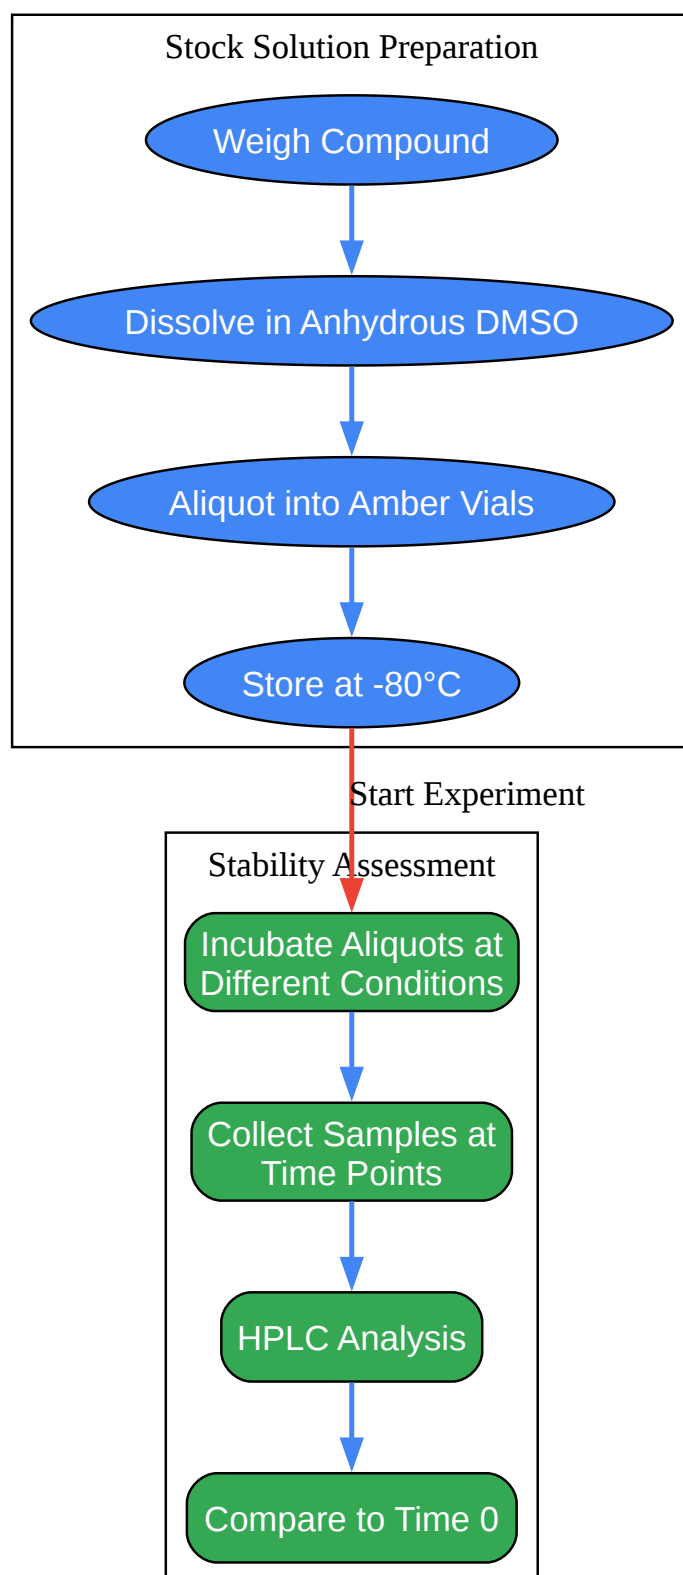 Stock Solution Preparation
Weigh Compound
Dissolve in Anhydrous DMSO
Aliquot into Amber Vials
Store at -80°C
Start Experiment
Stability Assessment
Incubate Aliquots at
Different Conditions
Collect Samples at
Time Points
HPLC Analysis
Compare to Time 0